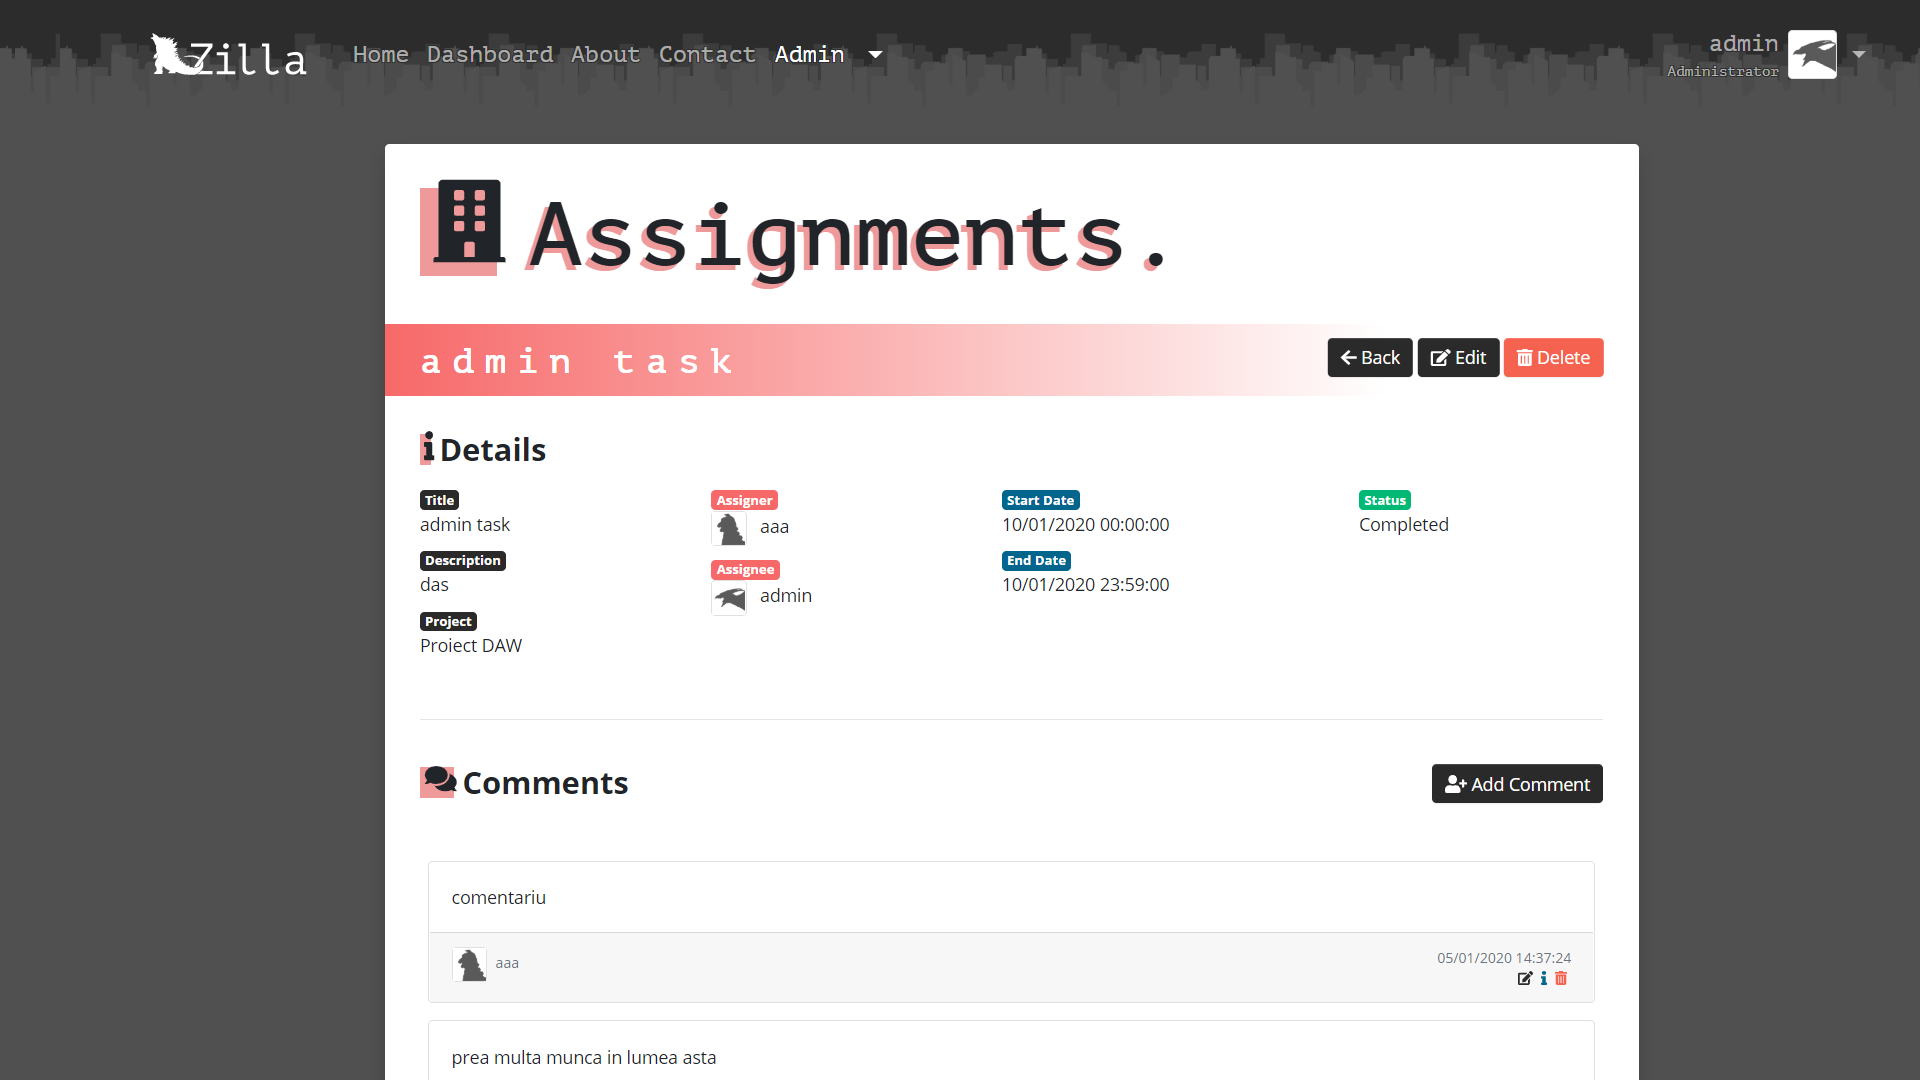 Zilla
Home Dashboard About Contact Admin
admin
Administrator
Assignments.
admin task
Back Edit Delete
Details
Title
admin task
Description
das
Project
Proiect DAW
Assigner
aaa
Assignee
admin
Start Date
10/01/2020 00:00:00
End Date
10/01/2020 23:59:00
Status
Completed
Comments
Add Comment
comentariu
aaa
05/01/2020 14:37:24
prea multa munca in lumea asta